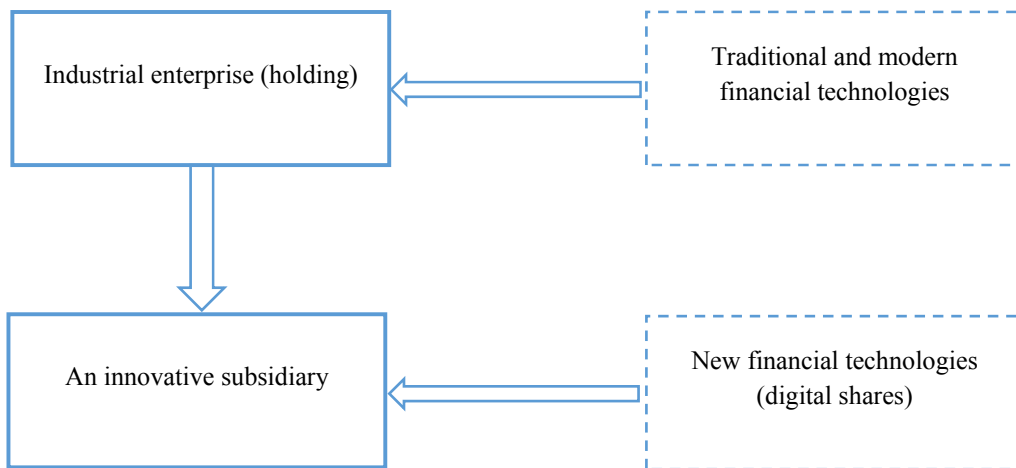 Industrial enterprise (holding)
Traditional and modern
financial technologies
An innovative subsidiary
New financial technologies
(digital shares)